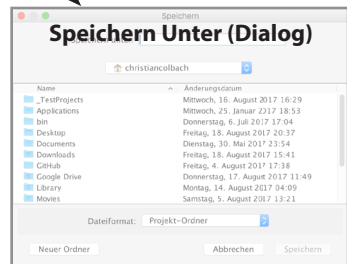 Speichern
Speichern Unter (Dialog)
Speichern unter:
christiancolbach
Name Änderungsdatum
_TestProjects Mittwoch, 16. August 2017 16:29
Applications Mittwoch, 25. Januar 2017 18:53
bin Donnerstag, 6. Juli 2017 17:04
Desktop Freitag, 18. August 2017 20:37
Documents Dienstag, 30. Mai 2017 23:54
Downloads Freitag, 18. August 2017 15:41
GitHub Freitag, 4. August 2017 17:38
Google Drive Donnerstag, 17. August 2017 11:49
Library Montag, 14. August 2017 04:09
Movies Samstag, 5. August 2017 13:21
Dateiformat: Projekt-Ordner
Neuer Ordner Abbrechen Speichern